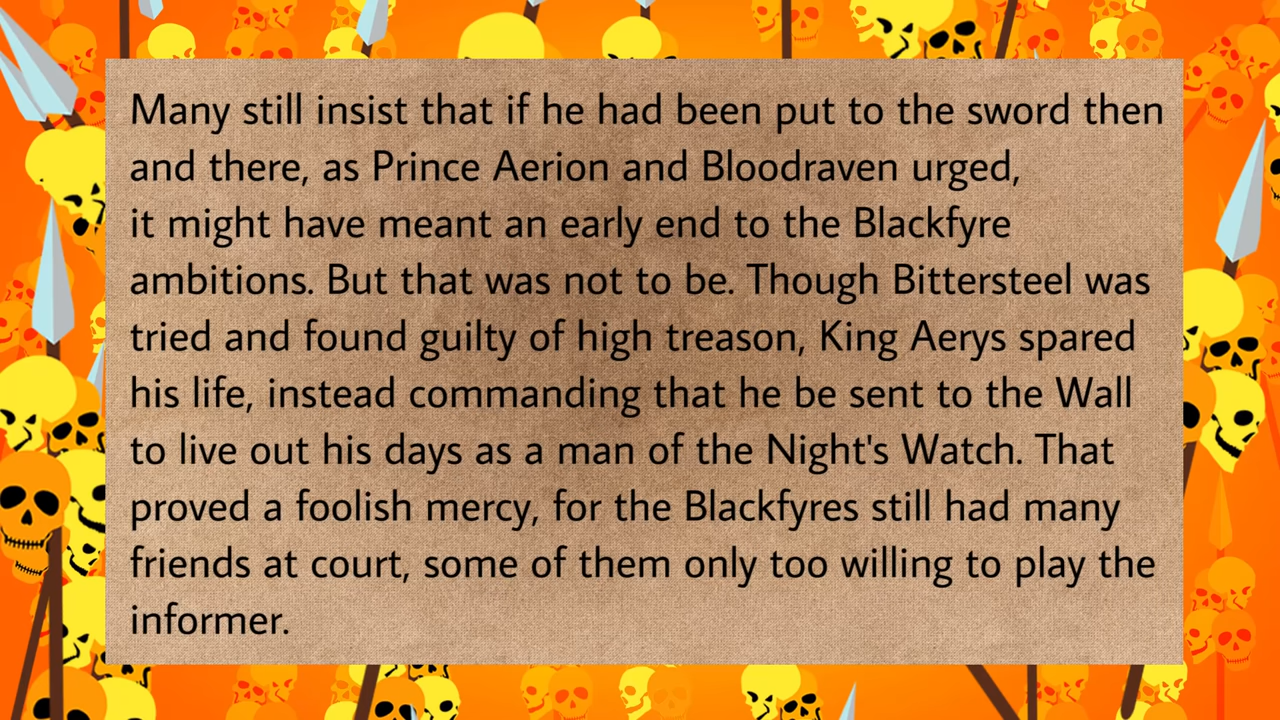 Many still insist that if he had been put to the sword then
and there, as Prince Aerion and Bloodraven urged,
it might have meant an early end to the Blackfyre
ambitions. But that was not to be. Though Bittersteel was
tried and found guilty of high treason, King Aerys spared
his life, instead commanding that he be sent to the Wall
to live out his days as a man of the Night's Watch. That
proved a foolish mercy, for the Blackfyres still had many
friends at court, some of them only too willing to play the
informer.